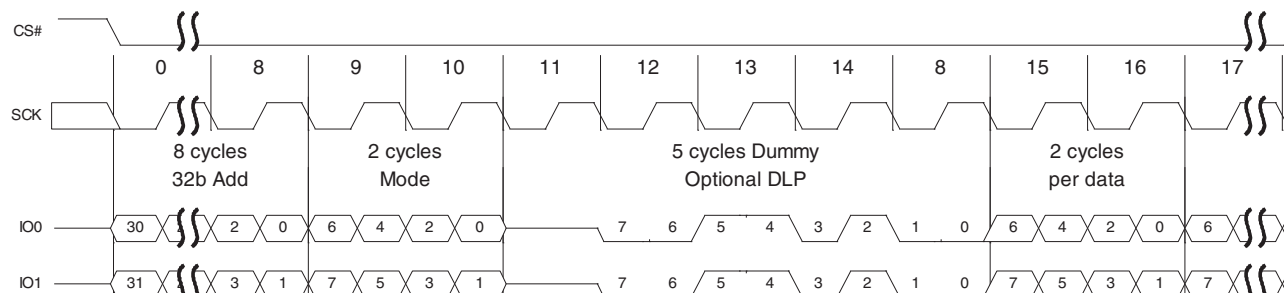 CS#
0 8 9 10 11 12 13 14 8 15 16 17
SCK
8 cycles 2 cycles 5 cycles Dummy 2 cycles
32b Add Mode Optional DLP per data
IO0 30 2 0 6 4 2 0 7 6 5 4 3 2 1 0 6 4 2 0 6
IO1 31 3 1 7 5 3 1 7 6 5 4 3 2 1 0 7 5 3 1 7